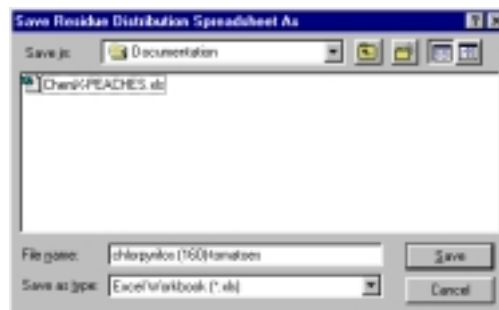 Save Residue Distribution Spreadsheet As
Save in: Documentation
ChemX-PEACHES.xls
File name: chlorpyrifos (160)-tomatoes
Save
Save as type: Excel Workbook (*.xls)
Cancel